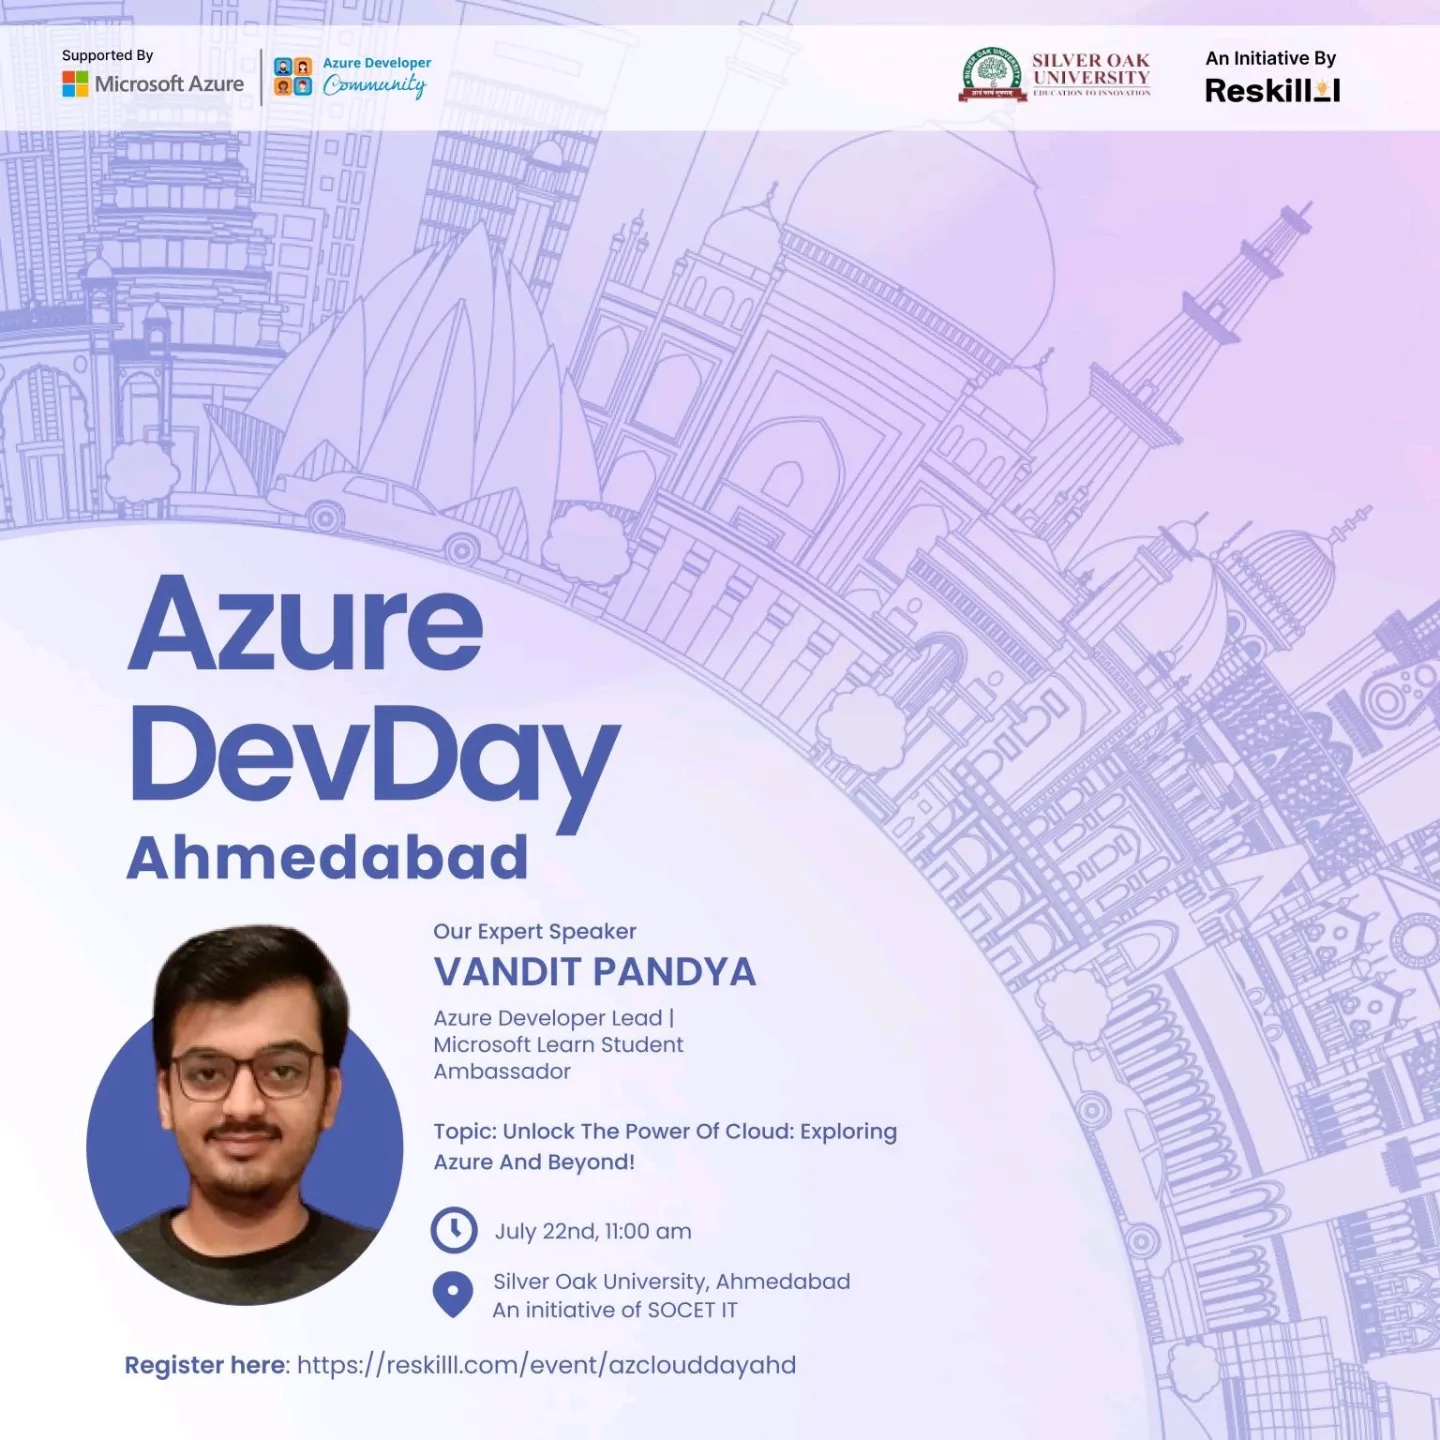 Supported By
Microsoft Azure
Azure Developer
Community
SILVER OAK UNIVERSITY
SILVER OAK
UNIVERSITY
EDUCATION TO INNOVATION
An Initiative By
Reskilll
Azure
DevDay
Ahmedabad
Our Expert Speaker
VANDIT PANDYA
Azure Developer Lead |
Microsoft Learn Student
Ambassador
Topic: Unlock The Power Of Cloud: Exploring
Azure And Beyond!
July 22nd, 11:00 am
Silver Oak University, Ahmedabad
An initiative of SOCET IT
Register here: https://reskilll.com/event/azclouddayahd